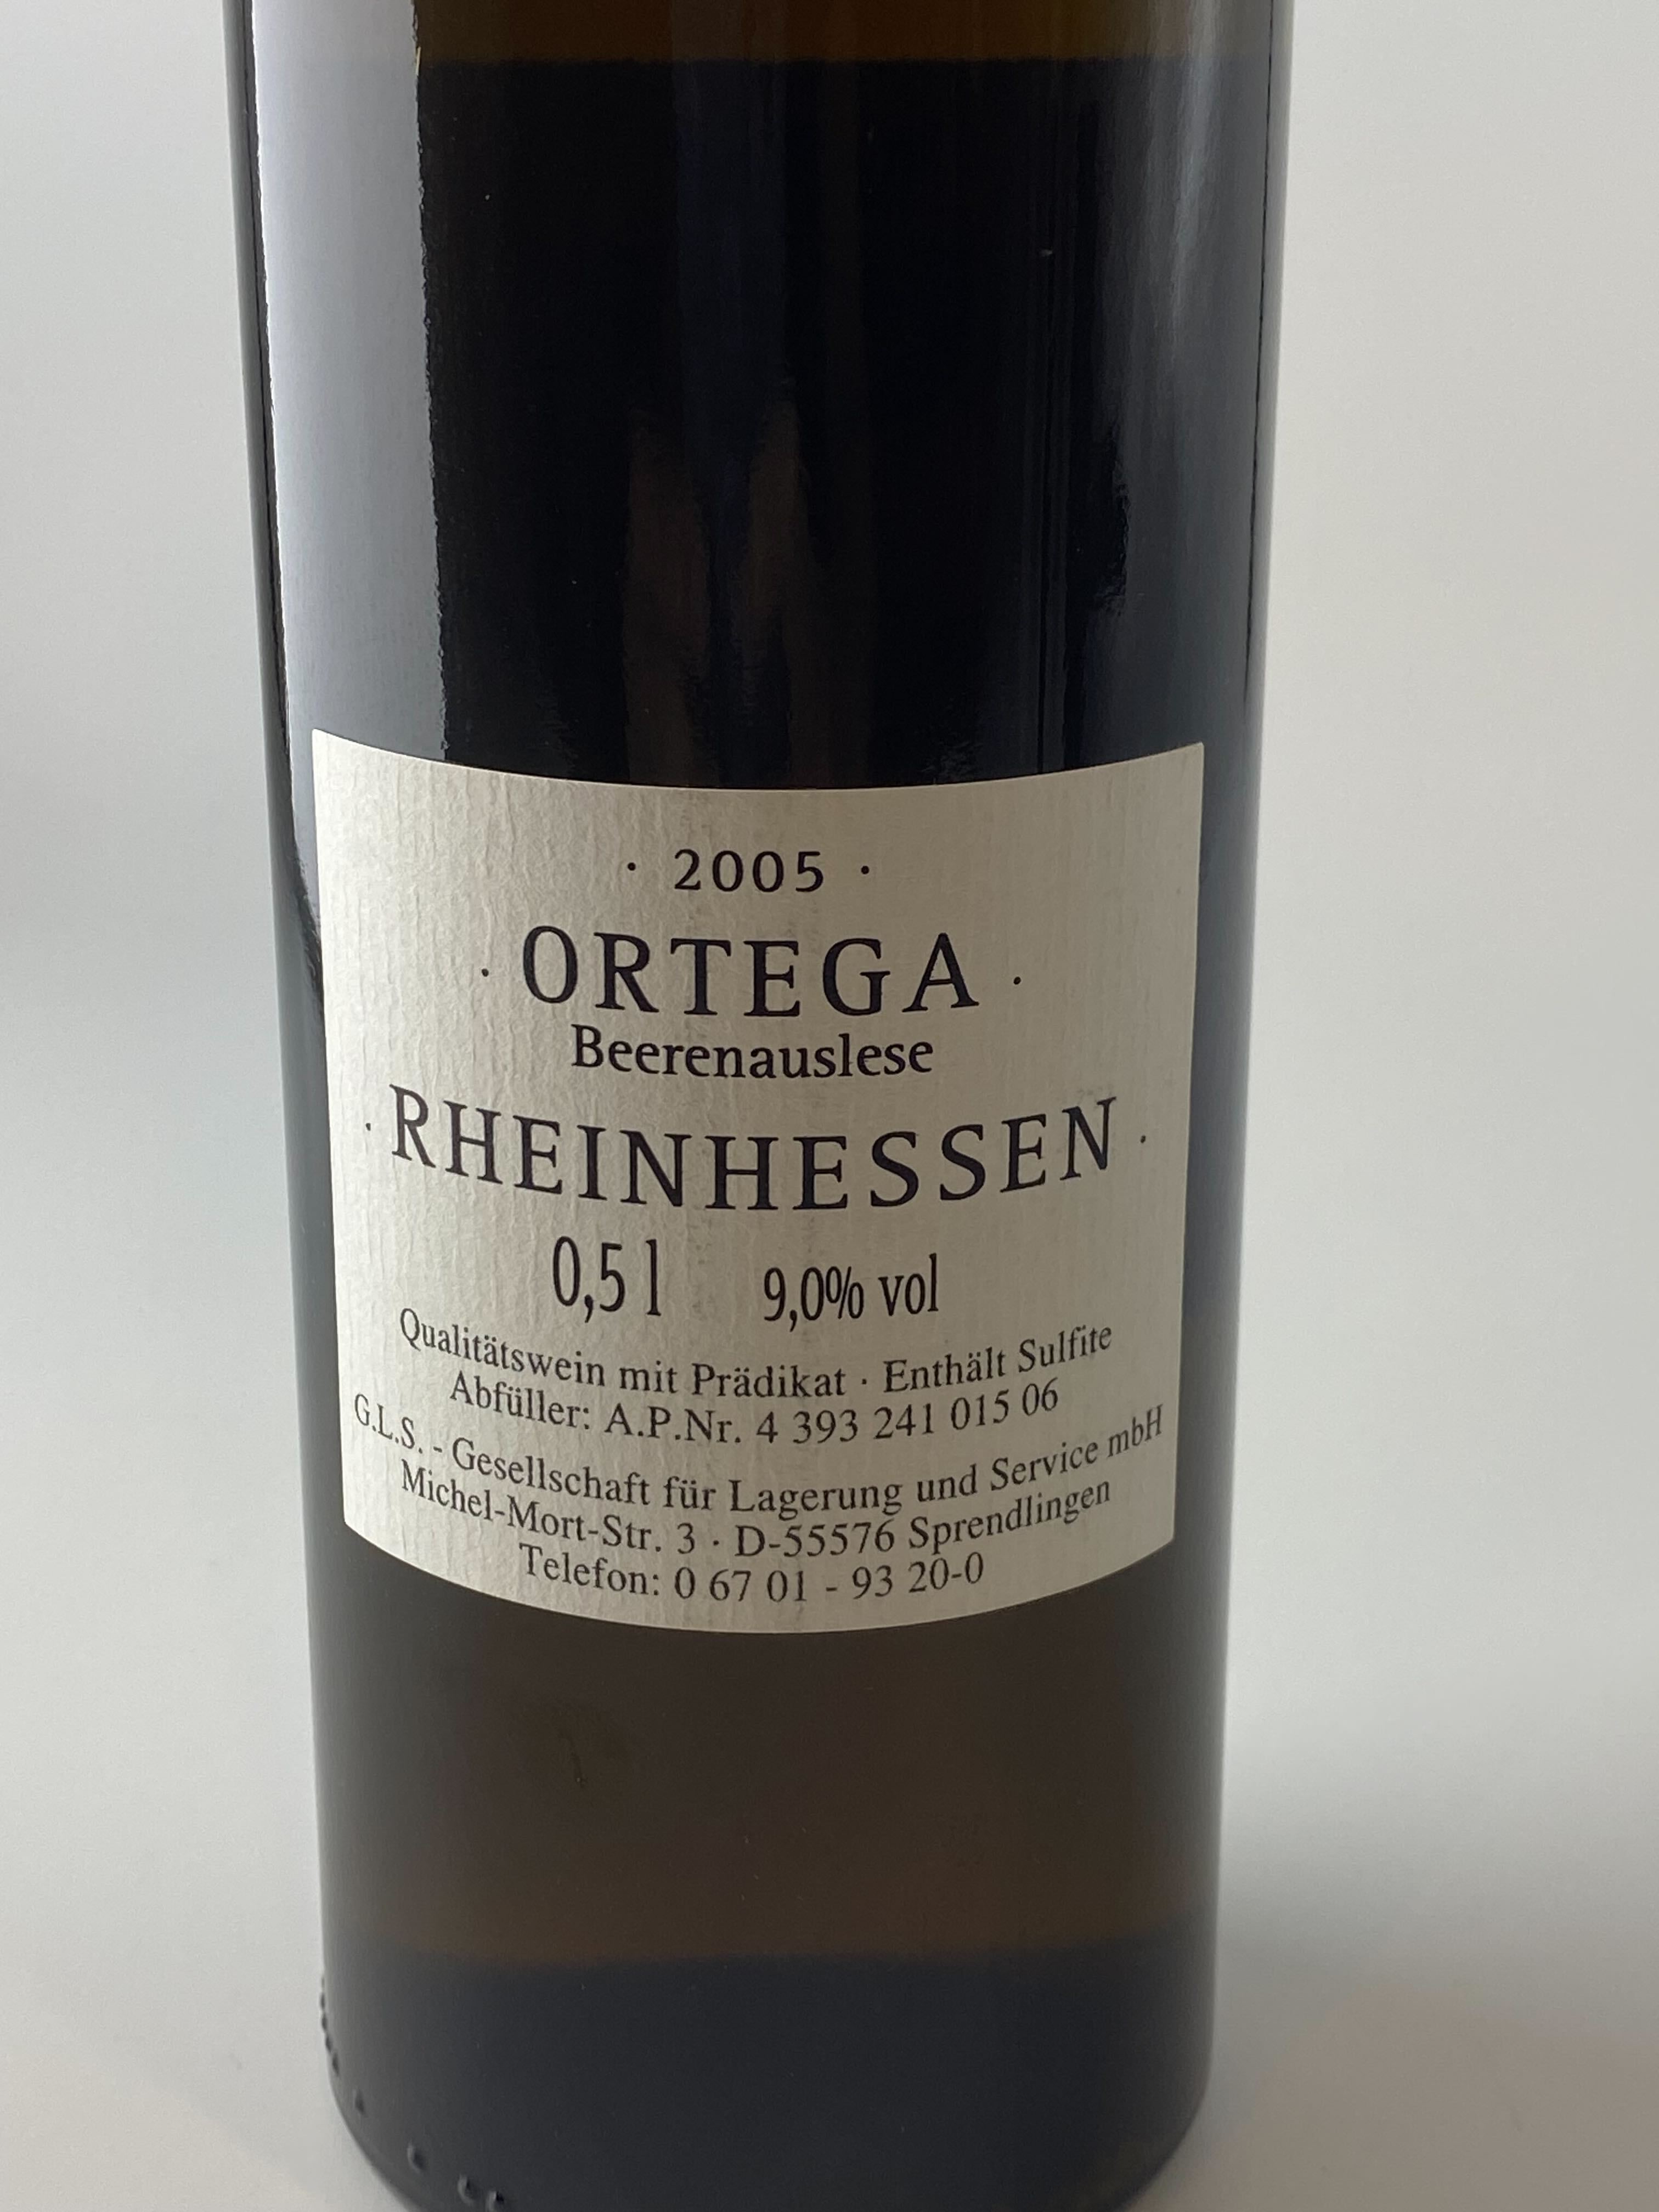 · 2005 ·
· ORTEGA ·
Beerenauslese
· RHEINHESSEN ·
0,5 l 9,0% vol
Qualitätswein mit Prädikat · Enthält Sulfite
Abfüller: A.P.Nr. 4 393 241 015 06
G.L.S. - Gesellschaft für Lagerung und Service mbH
Michel-Mort-Str. 3 · D-55576 Sprendlingen
Telefon: 0 67 01 - 93 20-0